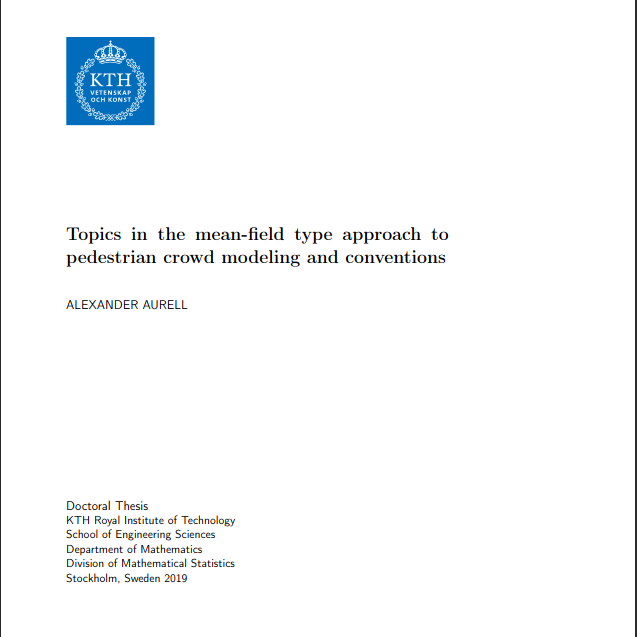 KTH
VETENSKAP
OCH KONST
Topics in the mean-field type approach to
pedestrian crowd modeling and conventions
ALEXANDER AURELL
Doctoral Thesis
KTH Royal Institute of Technology
School of Engineering Sciences
Department of Mathematics
Division of Mathematical Statistics
Stockholm, Sweden 2019